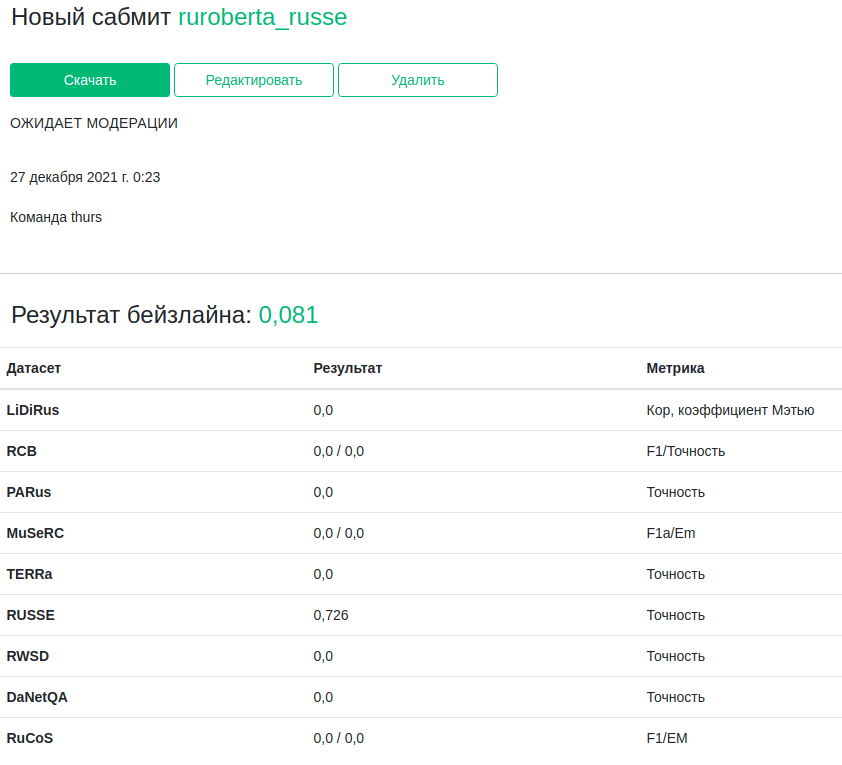 Новый сабмит ruroberta_russe
Скачать Редактировать Удалить
ОЖИДАЕТ МОДЕРАЦИИ
27 декабря 2021 г. 0:23
Команда thurs
Результат бейзлайна: 0,081
Датасет Результат Метрика
LiDiRus 0,0 Кор, коэффициент Мэтью
RCB 0,0 / 0,0 F1/Точность
PARus 0,0 Точность
MuSeRC 0,0 / 0,0 F1a/Em
TERRa 0,0 Точность
RUSSE 0,726 Точность
RWSD 0,0 Точность
DaNetQA 0,0 Точность
RuCoS 0,0 / 0,0 F1/EM